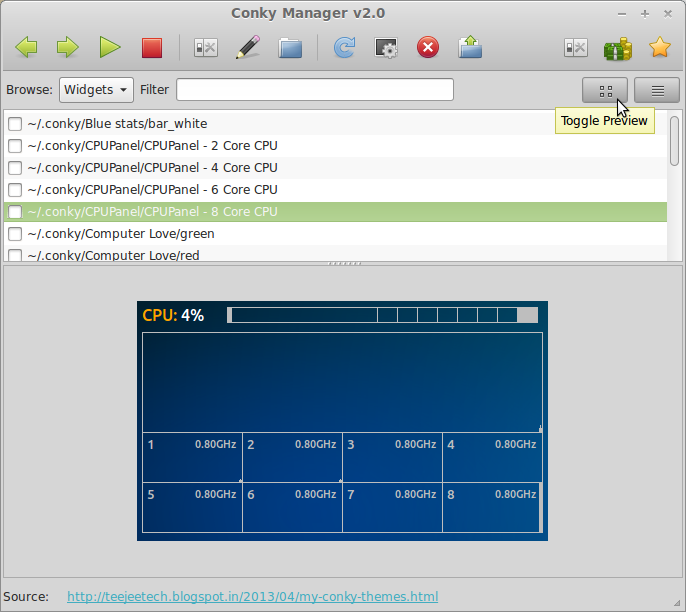 Conky Manager v2.0
Browse: Widgets Filter
Toggle Preview
~/.conky/Blue stats/bar_white
~/.conky/CPUPanel/CPUPanel - 2 Core CPU
~/.conky/CPUPanel/CPUPanel - 4 Core CPU
~/.conky/CPUPanel/CPUPanel - 6 Core CPU
~/.conky/CPUPanel/CPUPanel - 8 Core CPU
~/.conky/Computer Love/green
~/.conky/Computer Love/red
CPU: 4%
1 0.80GHz 2 0.80GHz 3 0.80GHz 4 0.80GHz
5 0.80GHz 6 0.80GHz 7 0.80GHz 8 0.80GHz
Source: http://teejeetech.blogspot.in/2013/04/my-conky-themes.html